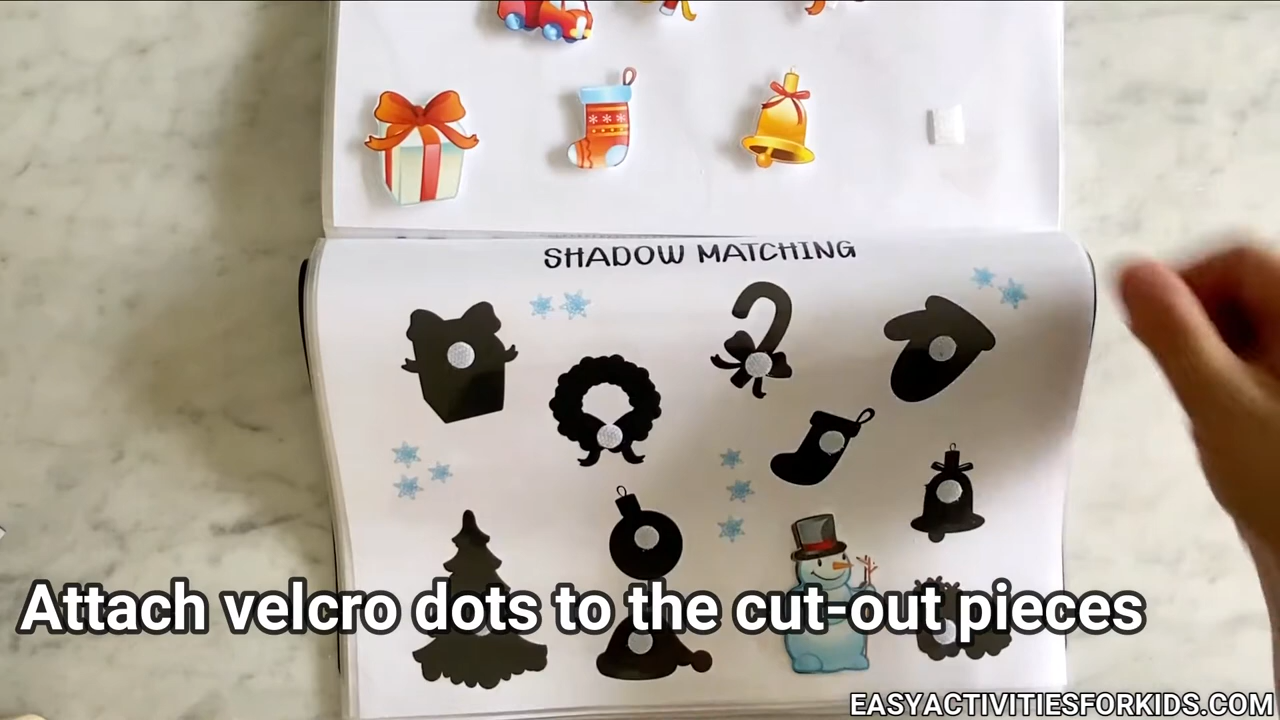 SHADOW MATCHING
Attach velcro dots to the cut-out pieces
EASYACTIVITIESFORKIDS.COM